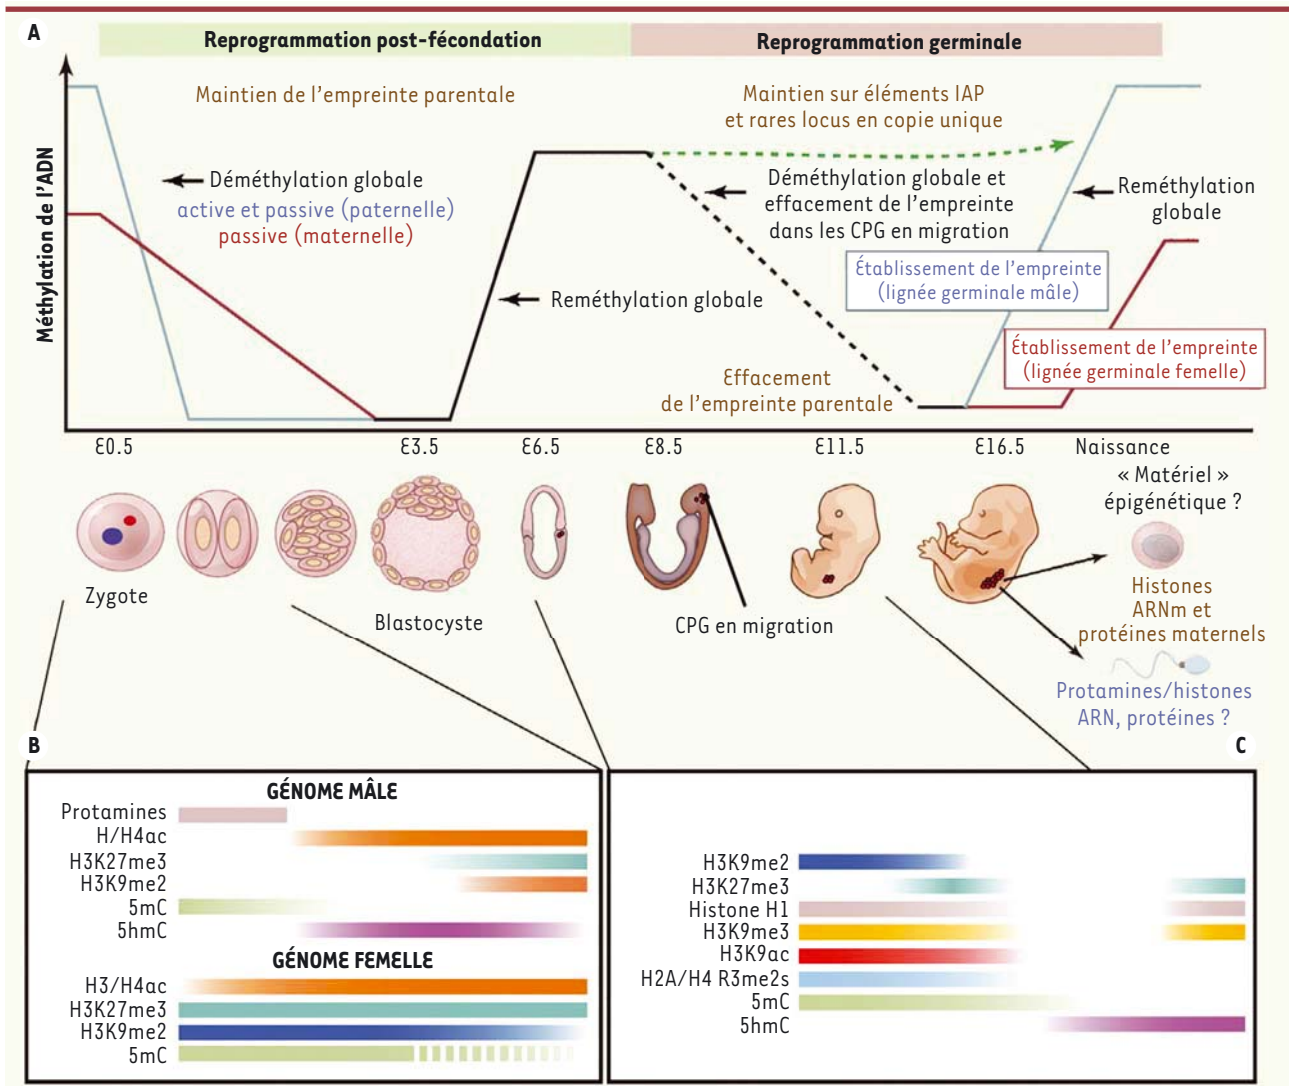 A
Reprogrammation post-fécondation
Reprogrammation germinale
Méthylation de l'ADN
Maintien de l'empreinte parentale
Déméthylation globale
active et passive (paternelle)
passive (maternelle)
Reméthylation globale
Maintien sur éléments IAP
et rares locus en copie unique
Déméthylation globale et
effacement de l'empreinte
dans les CPG en migration
Reméthylation
globale
Établissement de l'empreinte
(lignée germinale mâle)
Établissement de l'empreinte
(lignée germinale femelle)
Effacement
de l'empreinte parentale
E0.5
E3.5
E6.5
E8.5
E11.5
E16.5
Naissance
« Matériel »
épigénétique ?
Zygote
Blastocyste
CPG en migration
Histones
ARNm et
protéines maternels
Protamines/histones
ARN, protéines ?
B
GÉNOME MÂLE
Protamines
H/H4ac
H3K27me3
H3K9me2
5mC
5hmC
GÉNOME FEMELLE
H3/H4ac
H3K27me3
H3K9me2
5mC
C
H3K9me2
H3K27me3
Histone H1
H3K9me3
H3K9ac
H2A/H4 R3me2s
5mC
5hmC